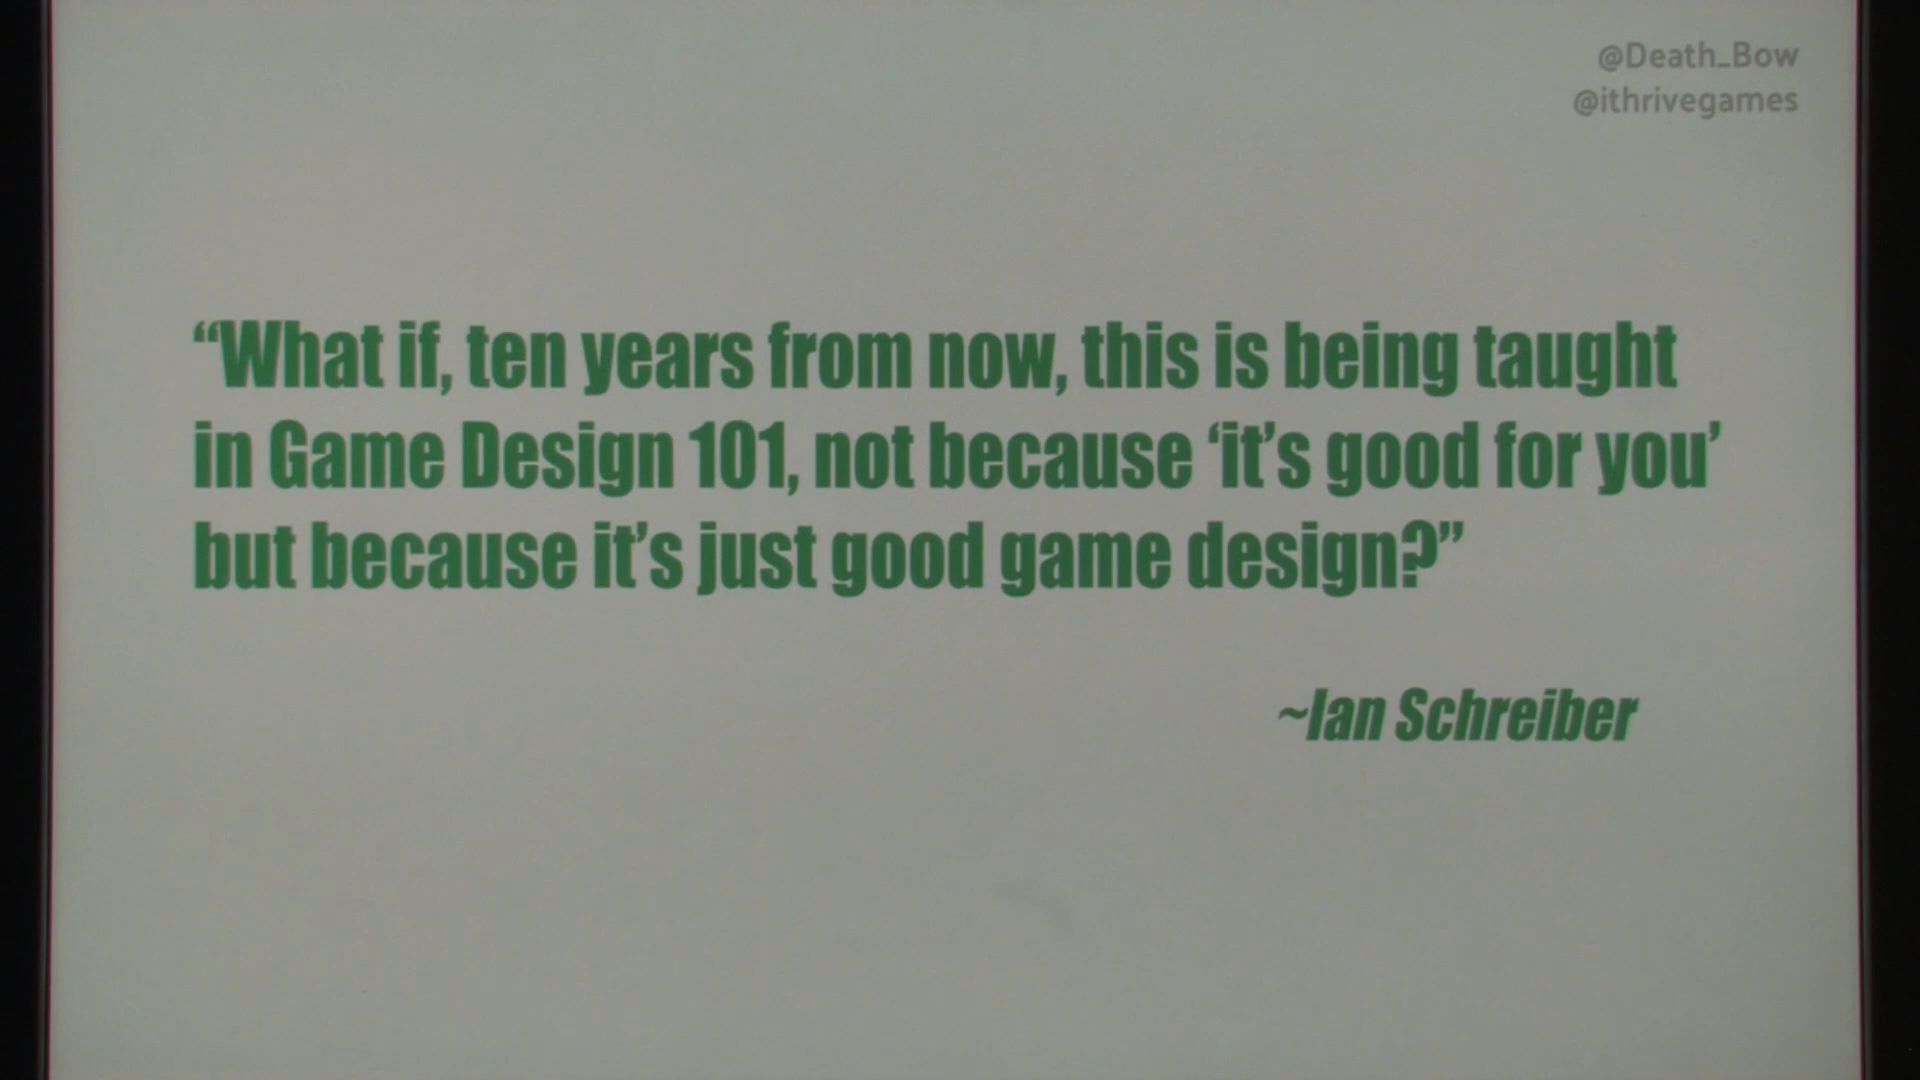 @Death_Bow
@ithrivegames
“What if, ten years from now, this is being taught
in Game Design 101, not because ‘it’s good for you’
but because it’s just good game design?”
~Ian Schreiber